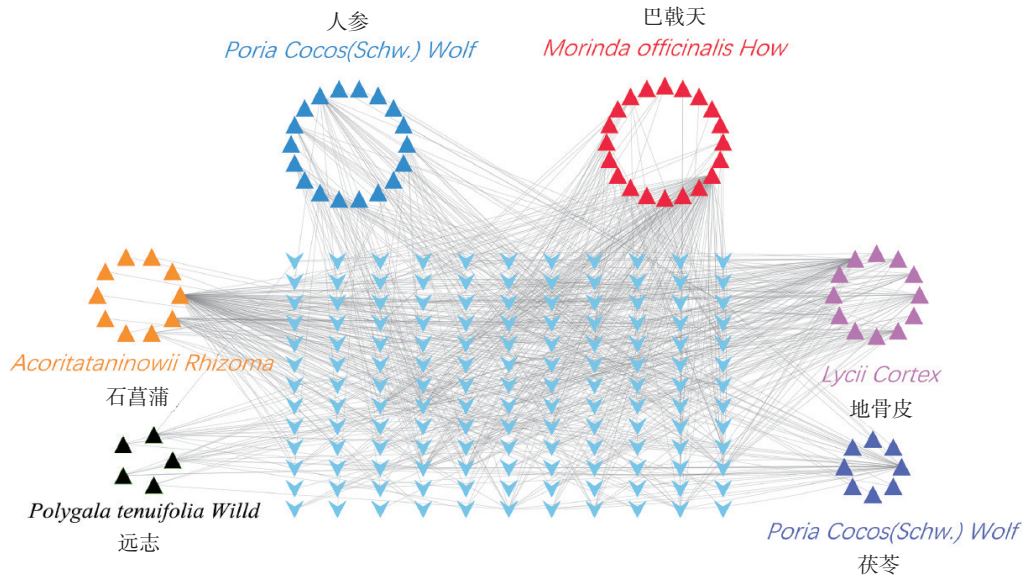 人参
Poria Cocos(Schw.) Wolf
巴戟天
Morinda officinalis How
Acoritataninowii Rhizoma
石菖蒲
Lycii Cortex
地骨皮
Polygala tenuifolia Willd
远志
Poria Cocos(Schw.) Wolf
茯苓